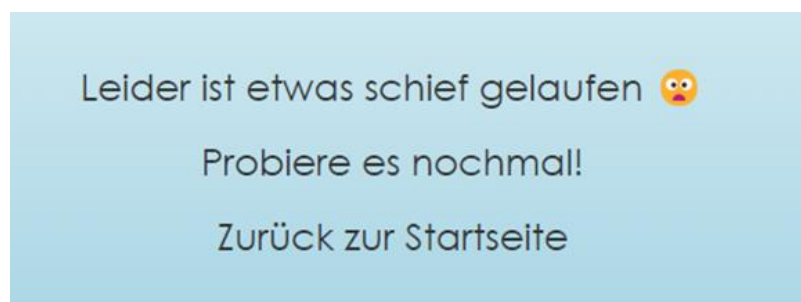 Leider ist etwas schief gelaufen 😨
Probiere es nochmal!
Zurück zur Startseite